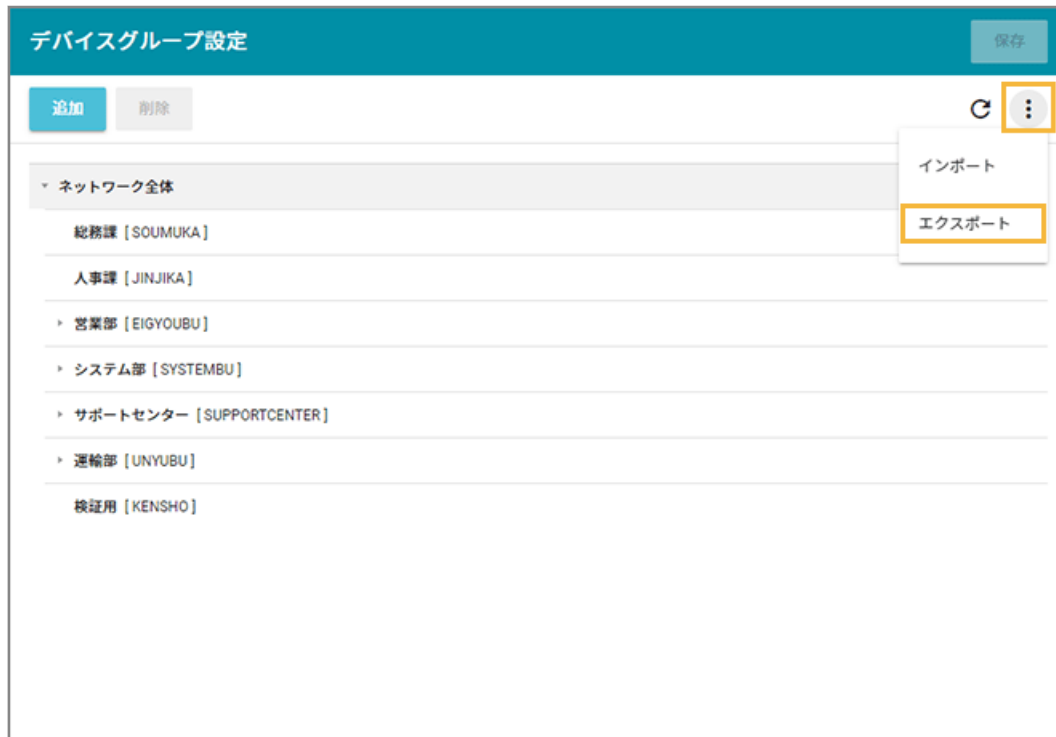 デバイスグループ設定
保存
追加 削除
インポート
エクスポート
ネットワーク全体
総務課 [ SOUMUKA ]
人事課 [ JINJIKA ]
営業部 [ EIGYOUBU ]
システム部 [ SYSTEMBU ]
サポートセンター [ SUPPORTCENTER ]
運輸部 [ UNYUBU ]
検証用 [ KENSHO ]